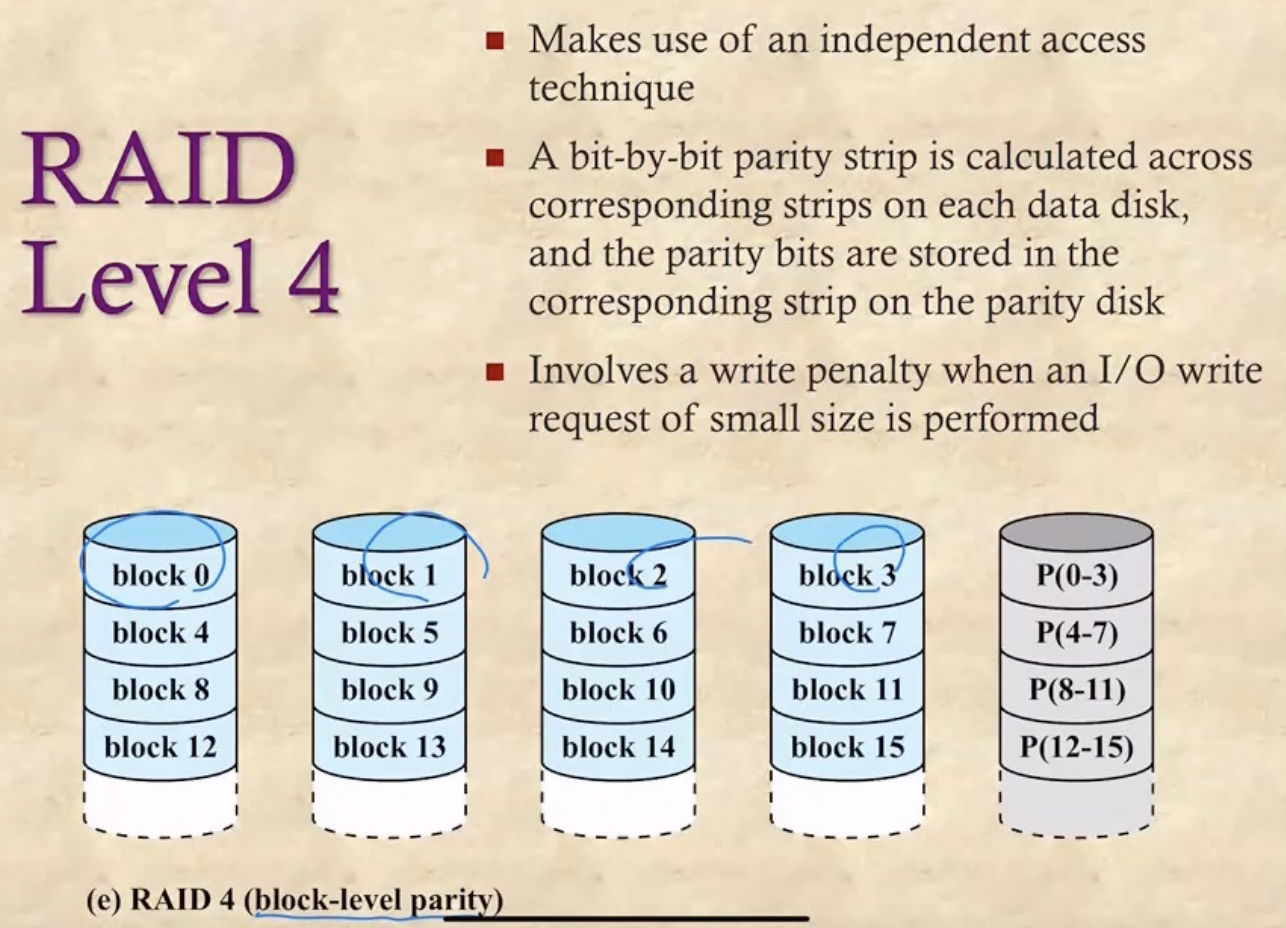 RAID
Level 4
■ Makes use of an independent access
technique
■ A bit-by-bit parity strip is calculated across
corresponding strips on each data disk,
and the parity bits are stored in the
corresponding strip on the parity disk
■ Involves a write penalty when an I/O write
request of small size is performed
block 0 block 1 block 2 block 3 P(0-3)
block 4 block 5 block 6 block 7 P(4-7)
block 8 block 9 block 10 block 11 P(8-11)
block 12 block 13 block 14 block 15 P(12-15)
(e) RAID 4 (block-level parity)